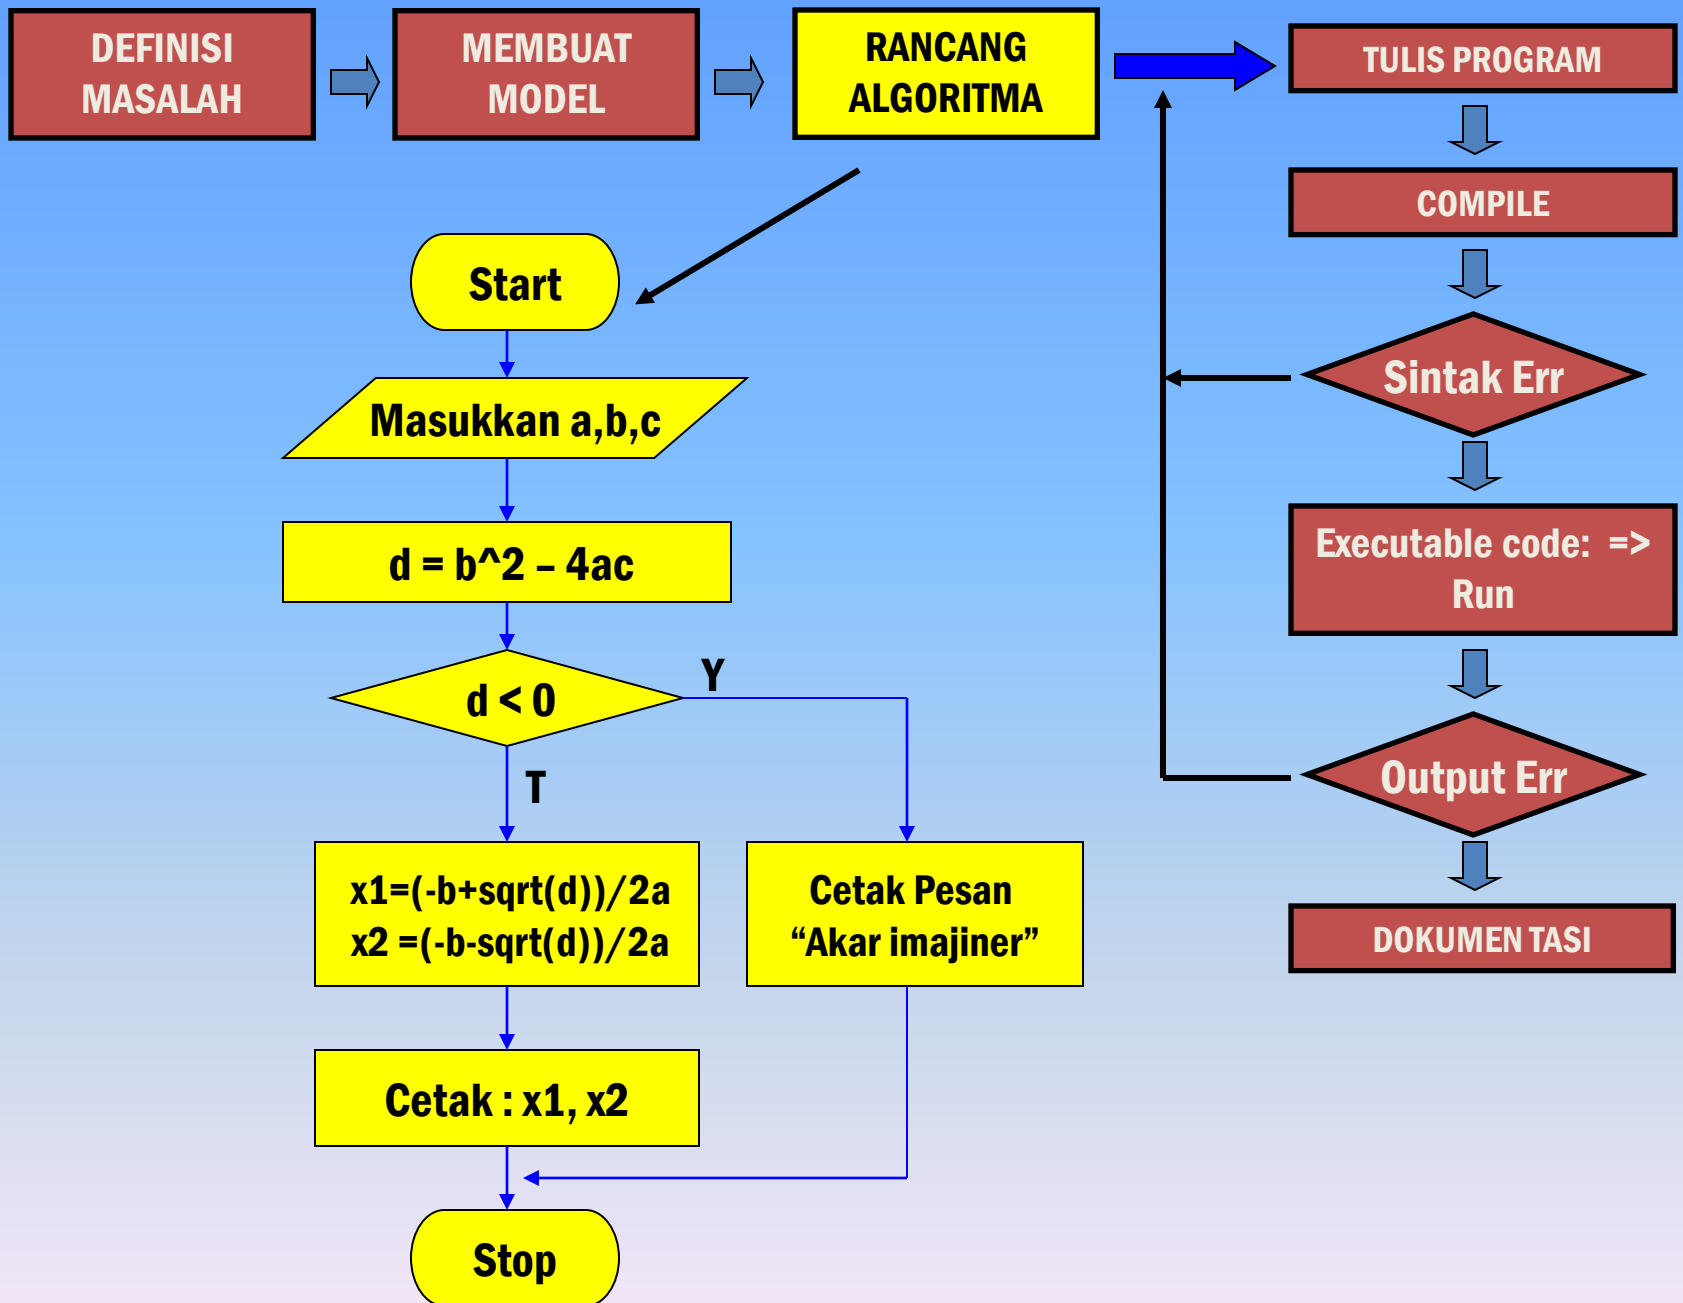 DEFINISI
MASALAH
MEMBUAT
MODEL
RANCANG
ALGORITMA
TULIS PROGRAM
COMPILE
Sintak Err
Executable code: =>
Run
Output Err
DOKUMEN TASI
Start
Masukkan a,b,c
d = b^2 – 4ac
d < 0
Y
T
x1=(-b+sqrt(d))/2a
x2 =(-b-sqrt(d))/2a
Cetak Pesan
“Akar imajiner”
Cetak : x1, x2
Stop